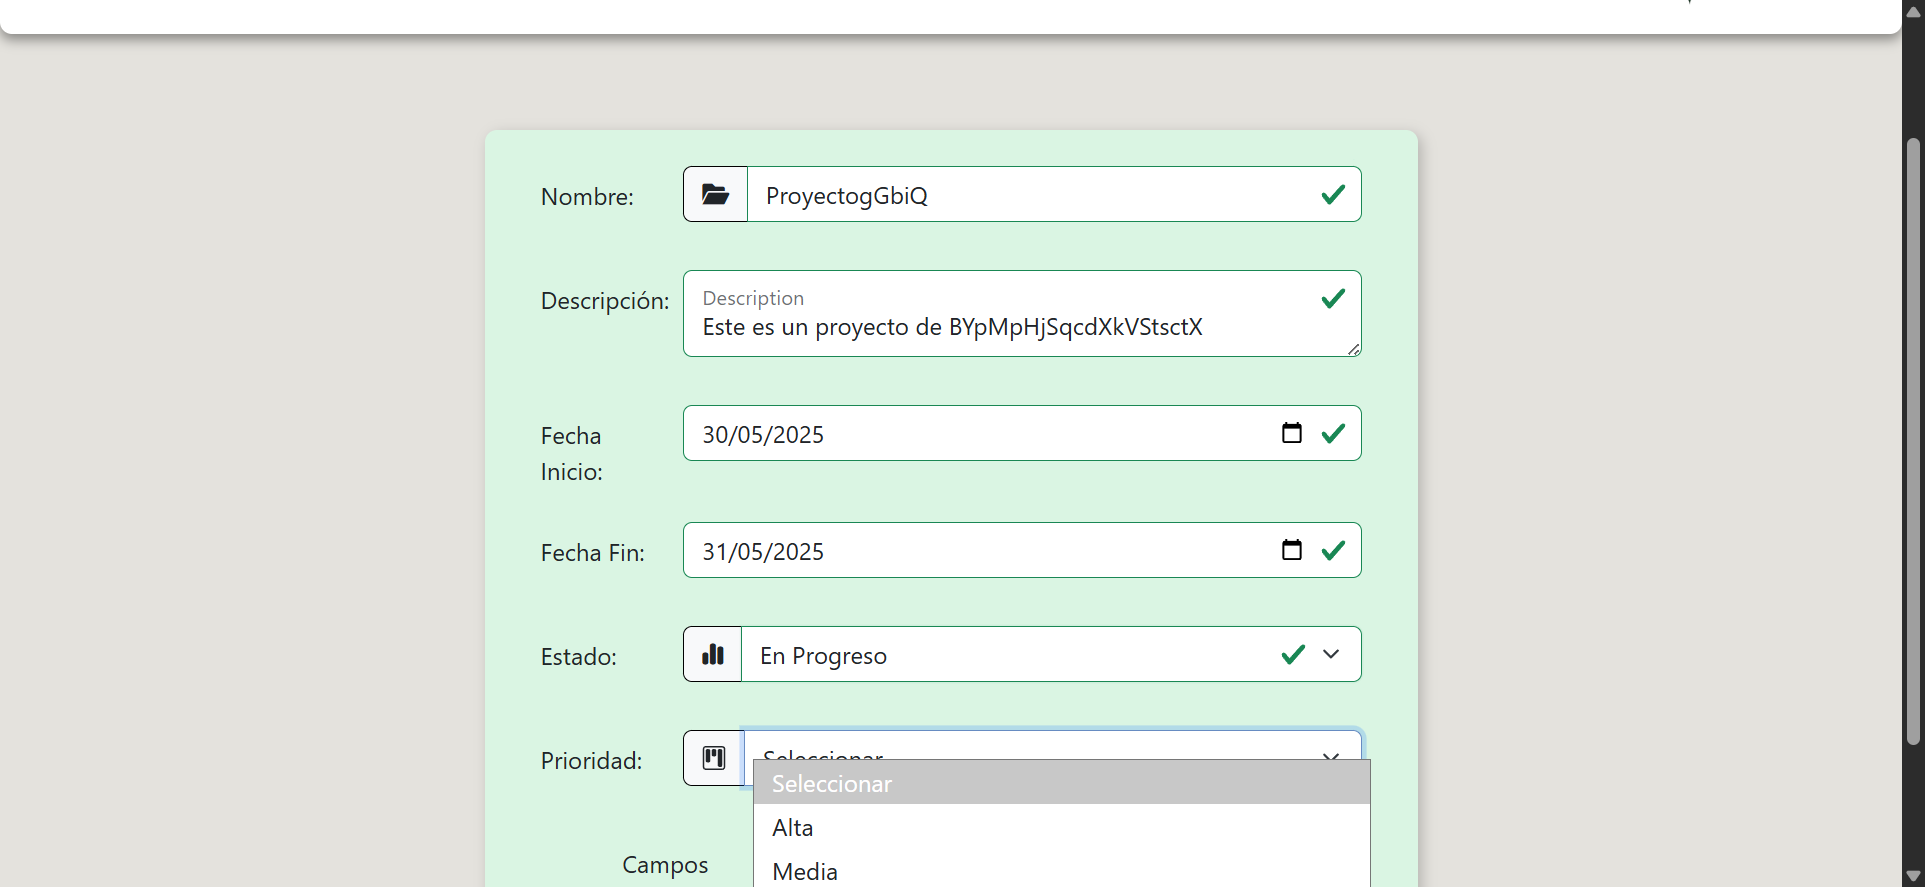 Nombre:
ProyectogGbiQ
Descripción:
Description
Este es un proyecto de BYpMpHjSqcdXkVStsctX
Fecha
Inicio:
30/05/2025
Fecha Fin:
31/05/2025
Estado:
En Progreso
Prioridad:
Seleccionar
Seleccionar
Alta
Campos
Media